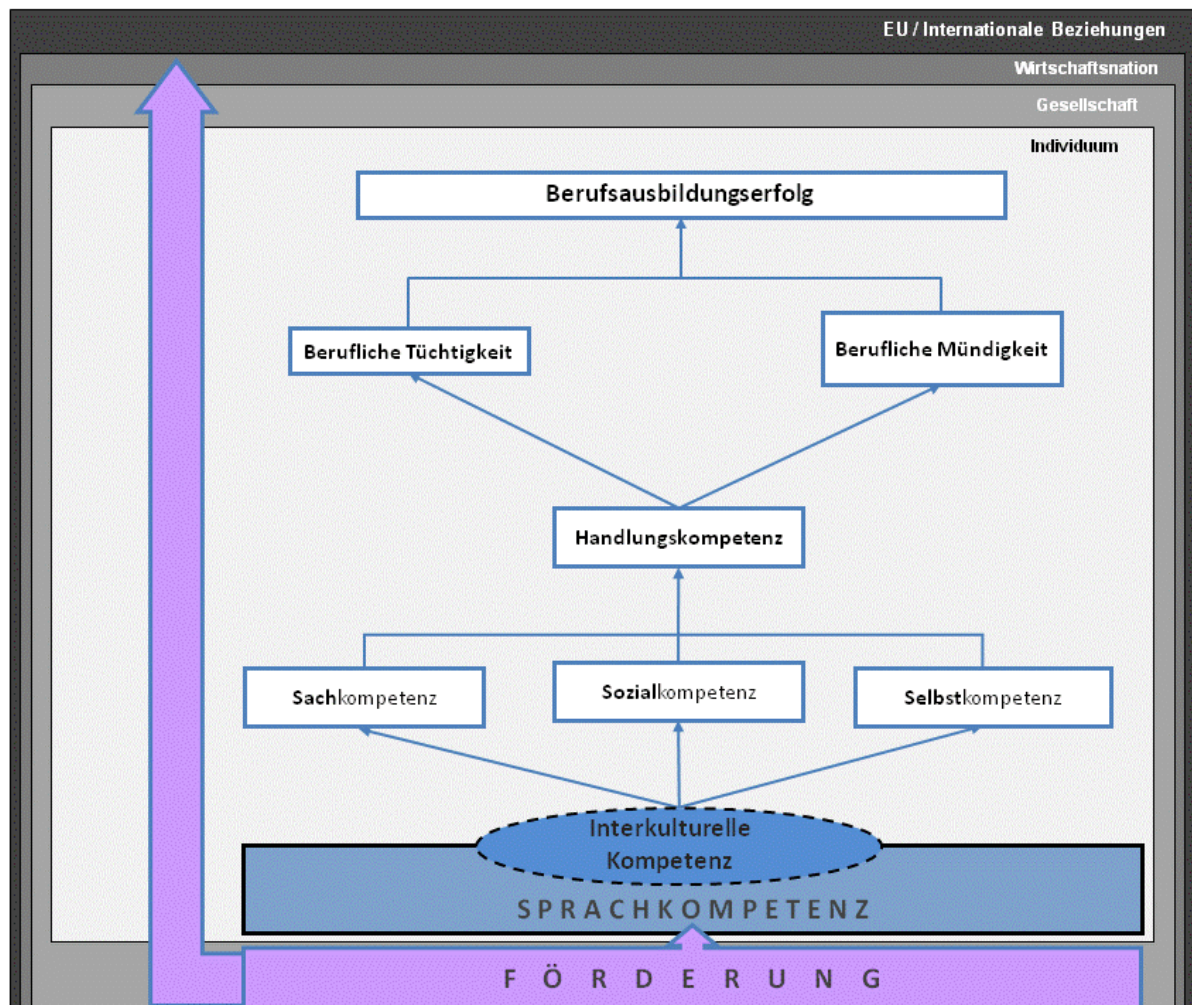 EU / Internationale Beziehungen
Wirtschaftsnation
Gesellschaft
Individuum
Berufsausbildungserfolg
Berufliche Tüchtigkeit
Berufliche Mündigkeit
Handlungskompetenz
Sachkompetenz
Sozialkompetenz
Selbstkompetenz
Interkulturelle
Kompetenz
SPRACHKOMPETENZ
FÖRDERUNG